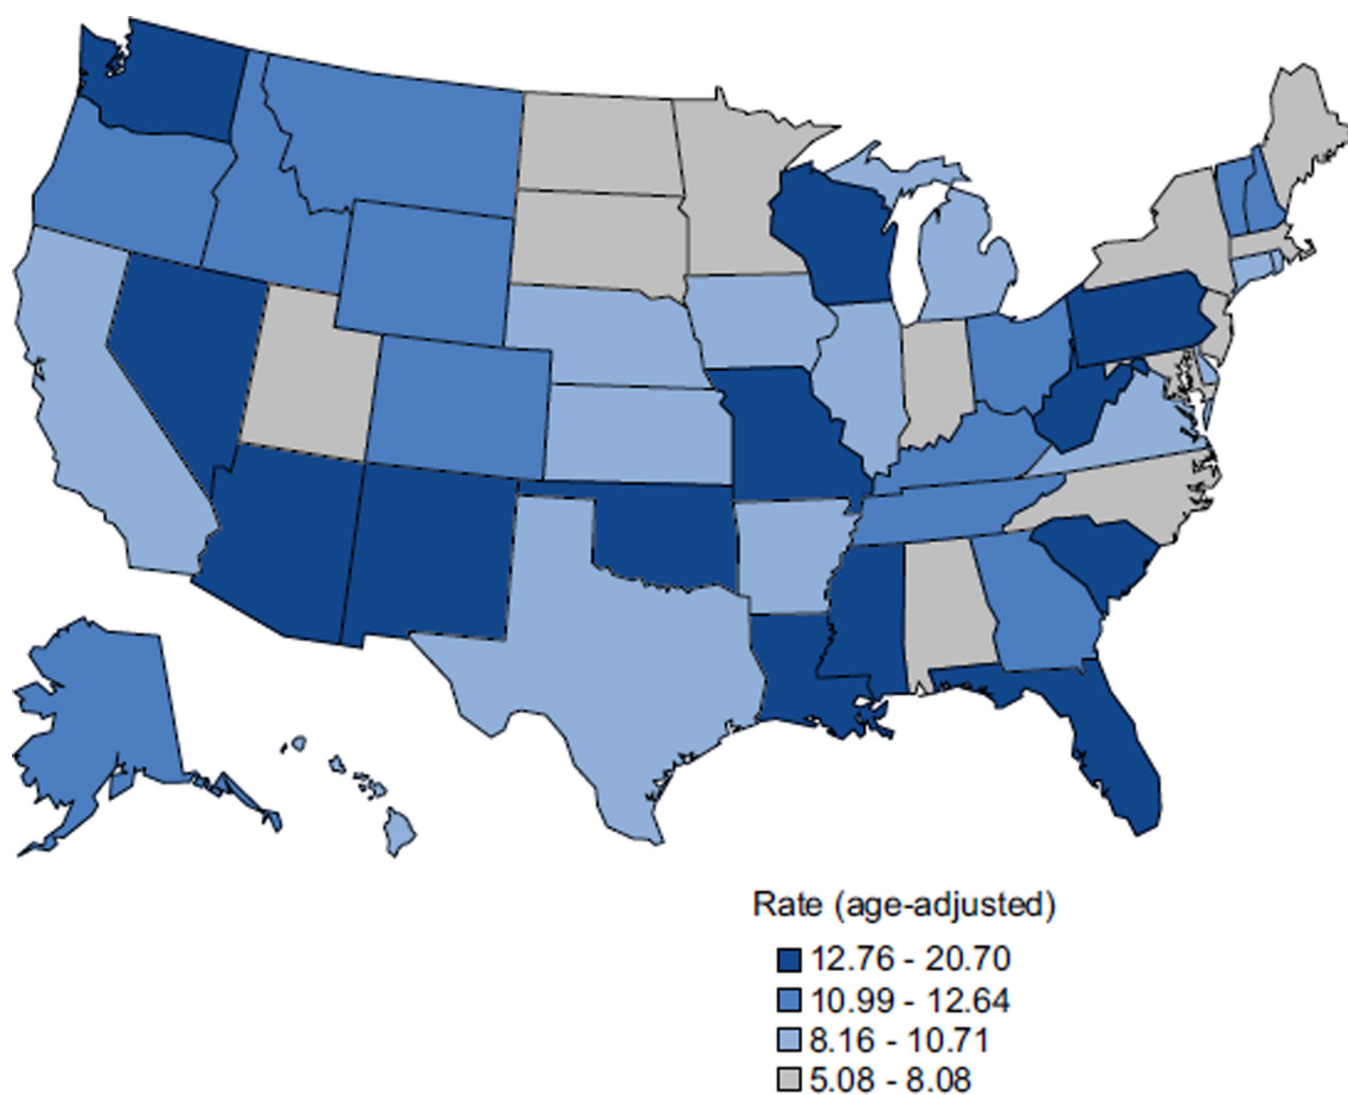 Rate (age-adjusted)
12.76 - 20.70
10.99 - 12.64
8.16 - 10.71
5.08 - 8.08